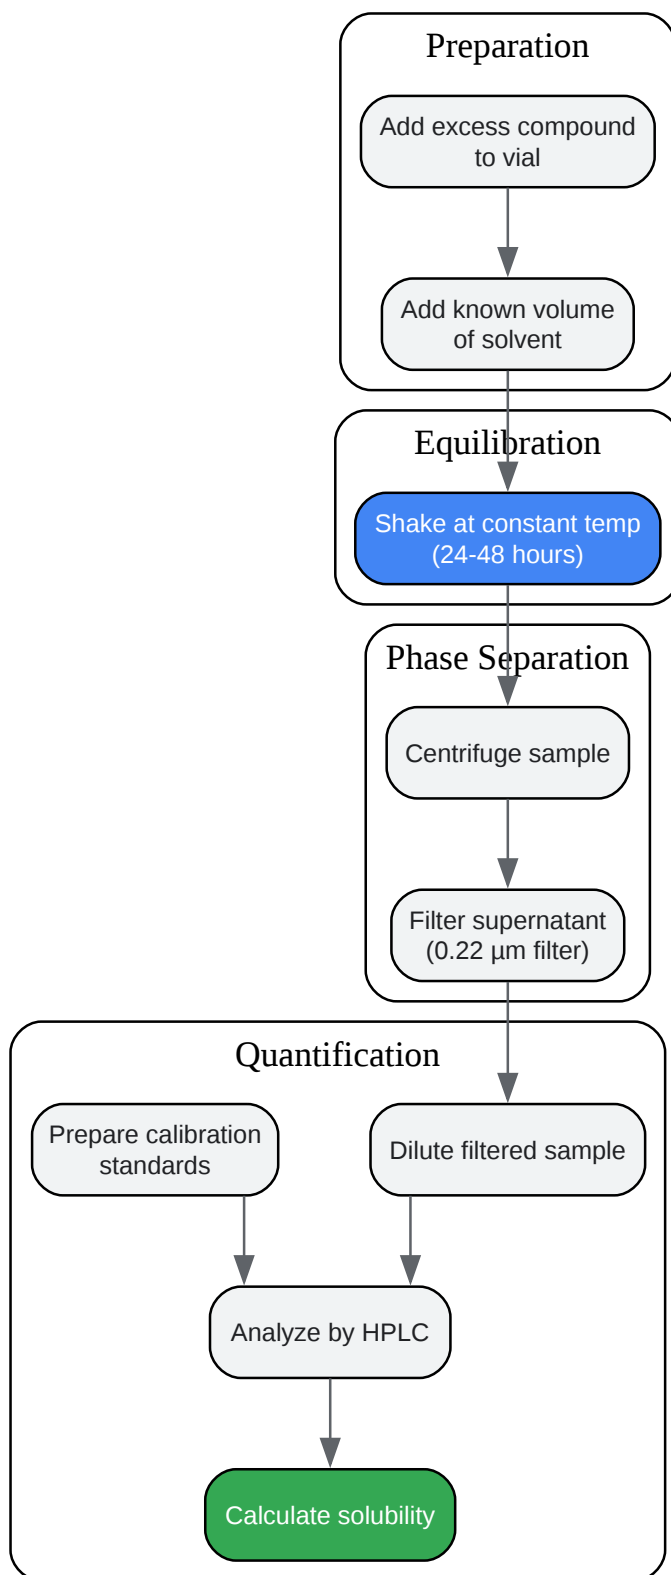 Preparation
Add excess compound
to vial
Add known volume
of solvent
Equilibration
Shake at constant temp
(24-48 hours)
Phase Separation
Centrifuge sample
Filter supernatant
(0.22 µm filter)
Quantification
Prepare calibration
standards
Dilute filtered sample
Analyze by HPLC
Calculate solubility